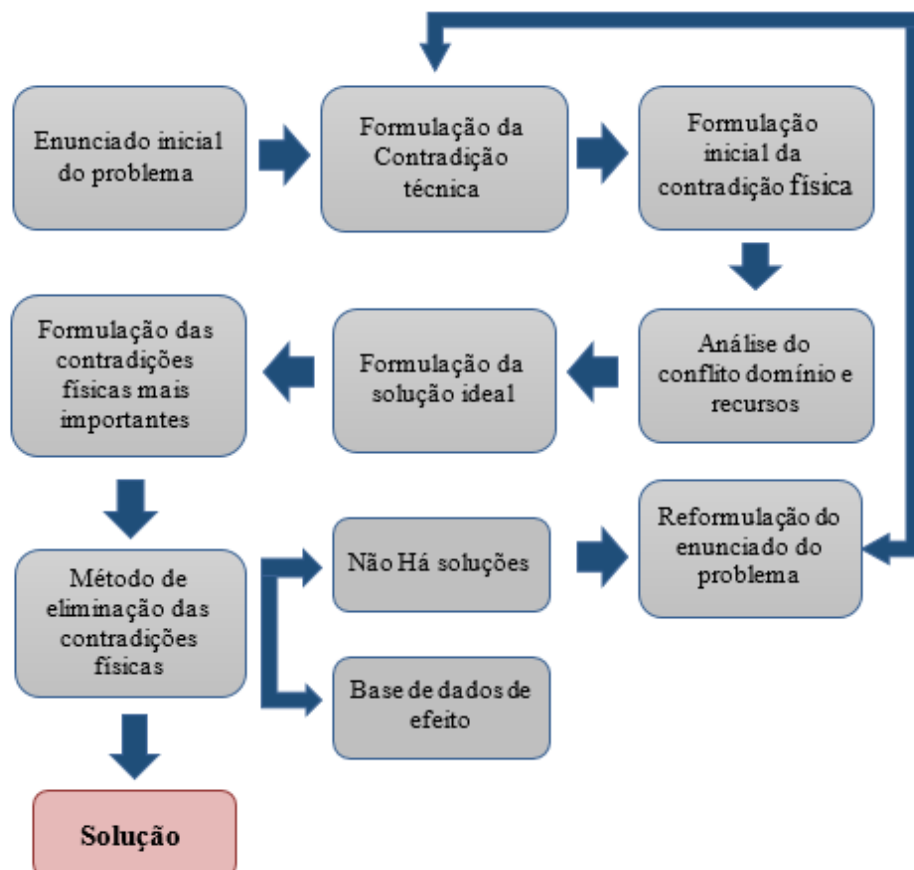 Enunciado inicial
do problema
Formulação da
Contradição
técnica
Formulação
inicial da
contradição física
Análise do
conflito domínio e
recursos
Formulação da
solução ideal
Formulação das
contradições
físicas mais
importantes
Método de
eliminação das
contradições
físicas
Não Há soluções
Reformulação do
enunciado do
problema
Base de dados de
efeito
Solução